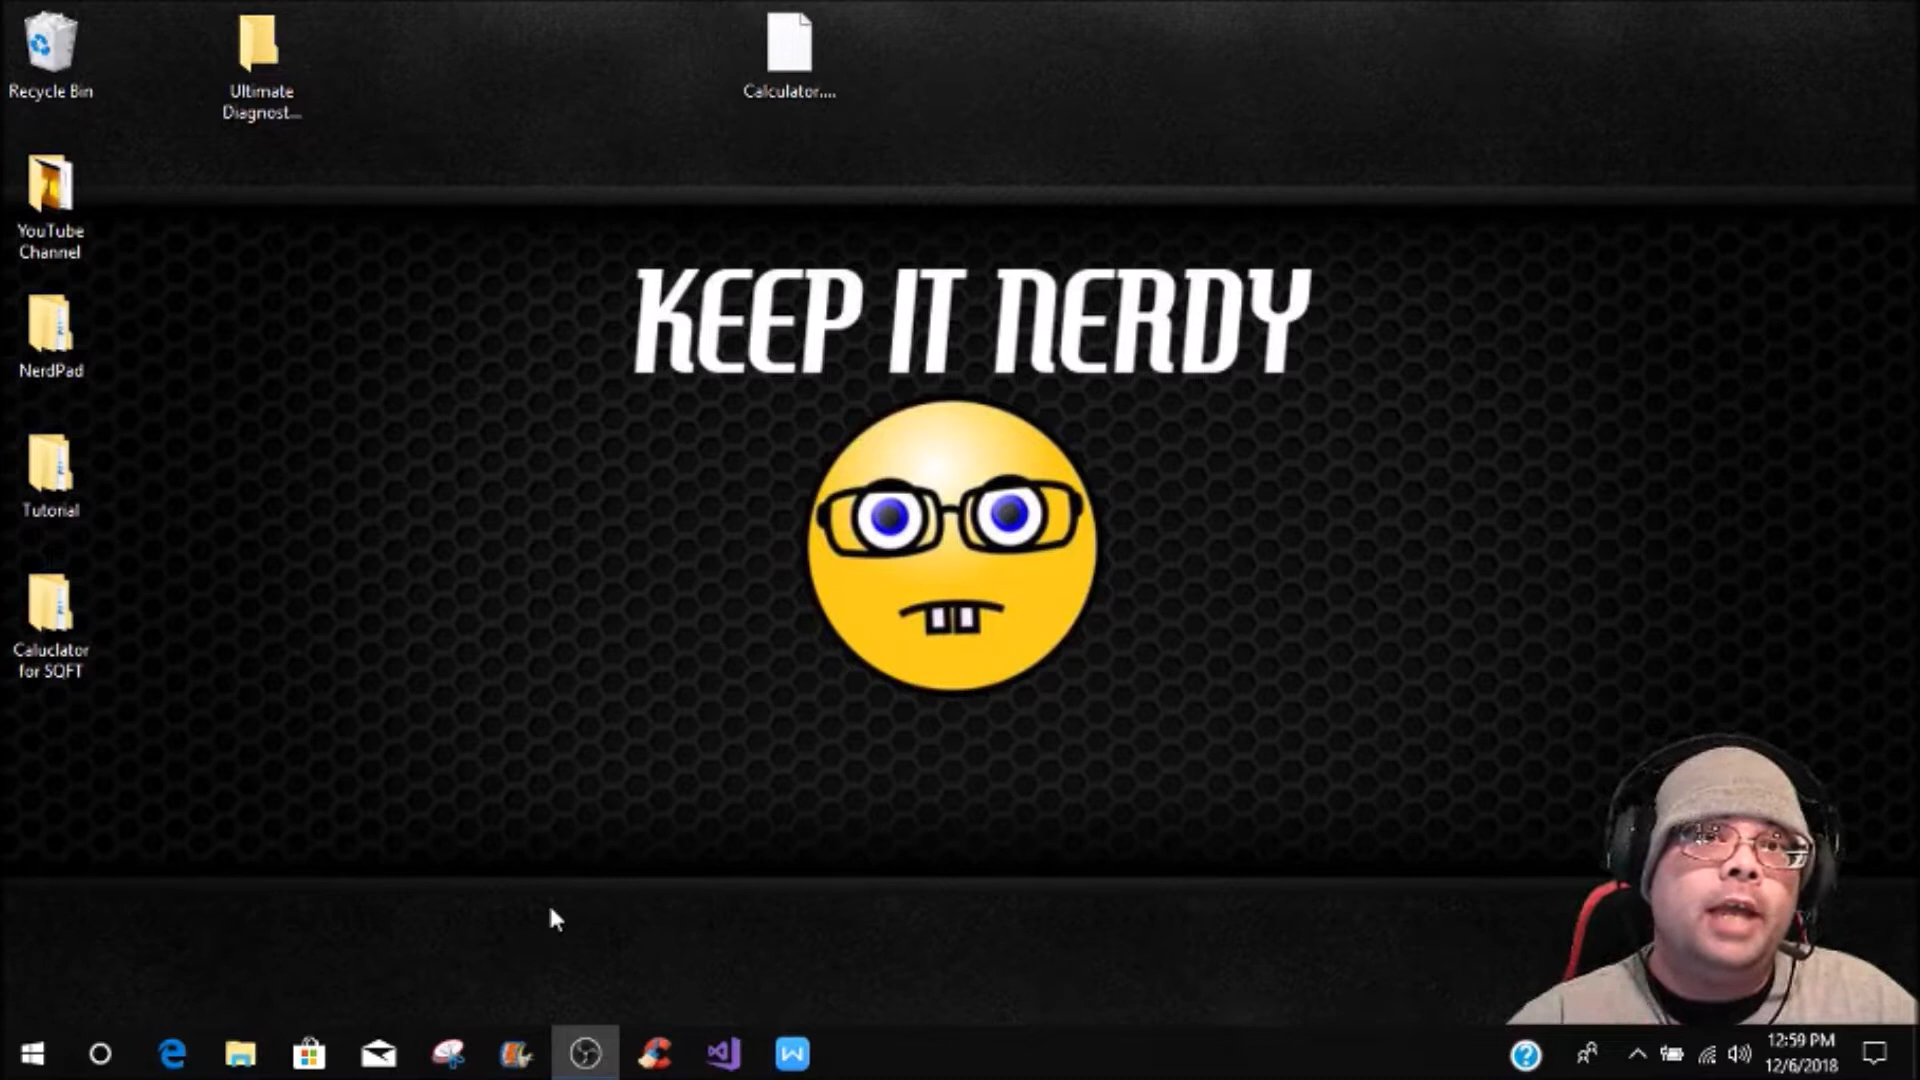 Recycle Bin
Ultimate
Diagnost...
Calculator....
YouTube
Channel
KEEP IT NERDY
NerdPad
Tutorial
Caluclator
for SQFT
12:59 PM
12/6/2018